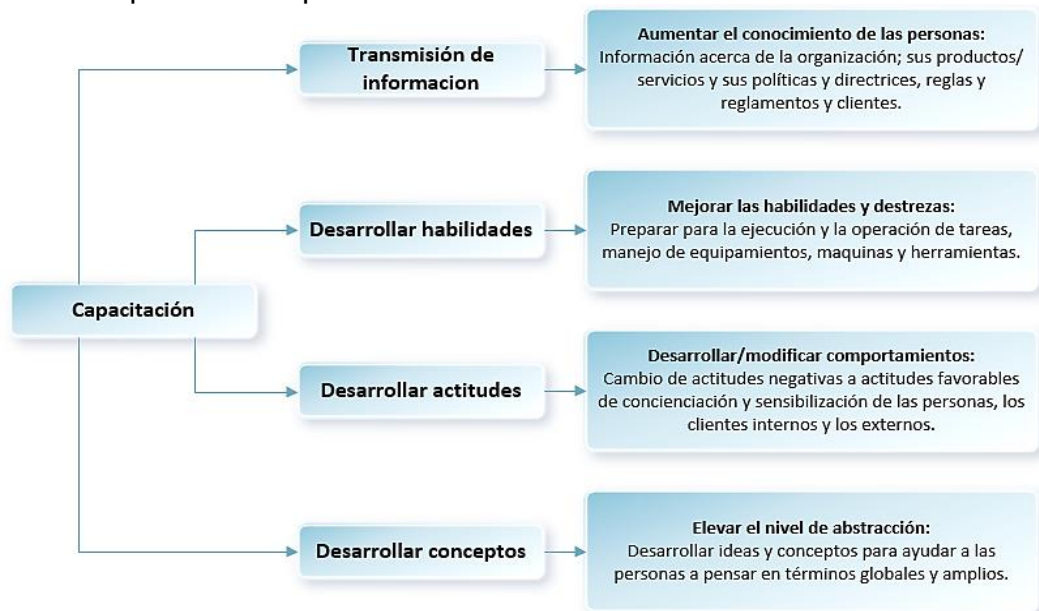 Transmisión de
informacion
Aumentar el conocimiento de las personas:
Información acerca de la organización; sus productos/
servicios y sus políticas y directrices, reglas y
reglamentos y clientes.
Desarrollar habilidades
Mejorar las habilidades y destrezas:
Preparar para la ejecución y la operación de tareas,
manejo de equipamientos, maquinas y herramientas.
Capacitación
Desarrollar actitudes
Desarrollar/modificar comportamientos:
Cambio de actitudes negativas a actitudes favorables
de concienciación y sensibilización de las personas, los
clientes internos y los externos.
Desarrollar conceptos
Elevar el nivel de abstracción:
Desarrollar ideas y conceptos para ayudar a las
personas a pensar en términos globales y amplios.